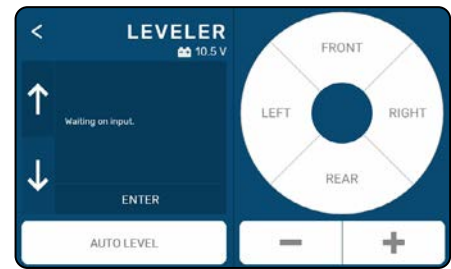 LEVELER
10.5 V
Waiting on input.
ENTER
AUTO LEVEL
FRONT
LEFT
RIGHT
REAR